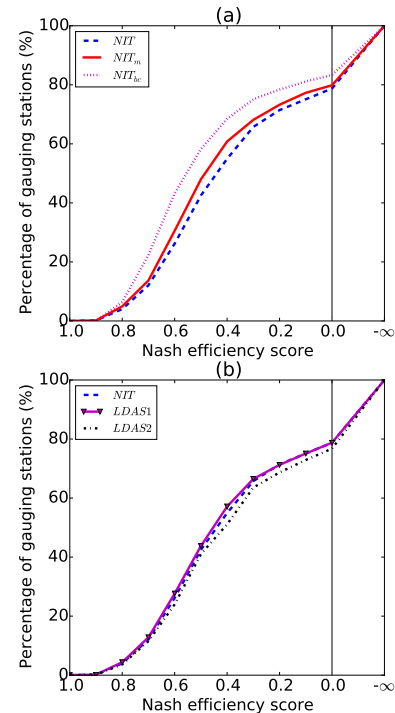 (a)
100
80
60
40
20
0
Percentage of gauging stations (%)
NIT
NITm
NITbc
1.0 0.8 0.6 0.4 0.2 0.0 -∞
Nash efficiency score
(b)
100
80
60
40
20
0
Percentage of gauging stations (%)
NIT
LDAS1
LDAS2
1.0 0.8 0.6 0.4 0.2 0.0 -∞
Nash efficiency score